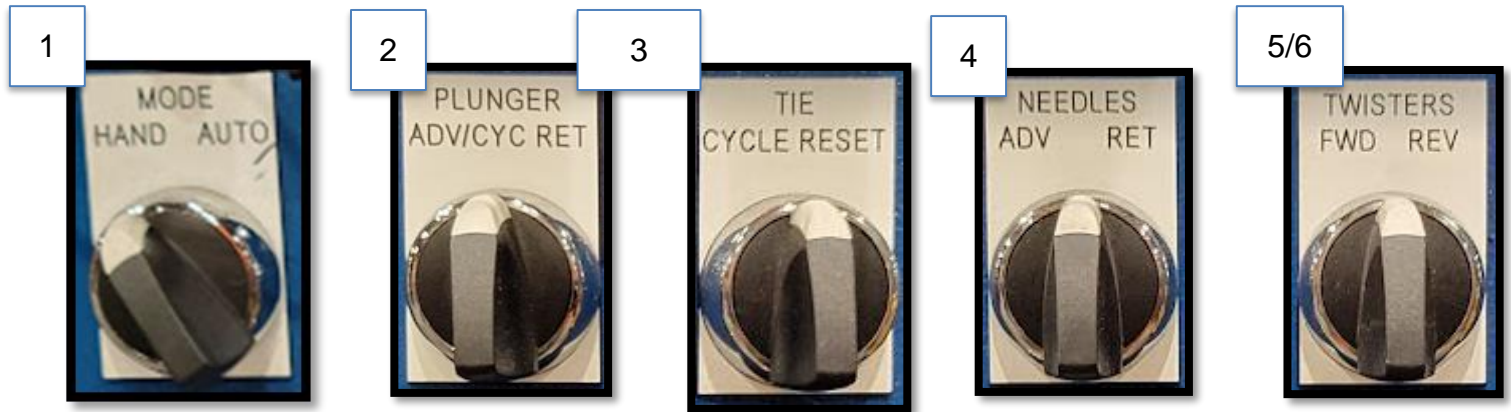 1
MODE
HAND AUTO
2
PLUNGER
ADV/CYC RET
3
TIE
CYCLE RESET
4
NEEDLES
ADV RET
5/6
TWISTERS
FWD REV